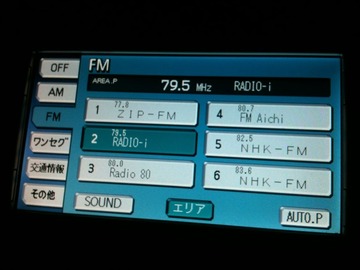 FM
OFF
AREA.P 79.5 MHz RADIO-i
AM
FM
ワンセグ
交通情報
その他
1 77.8 ZIP-FM
2 79.5 RADIO-i
3 80.0 Radio 80
4 80.7 FM Aichi
5 82.5 NHK-FM
6 83.6 NHK-FM
SOUND
エリア
AUTO.P